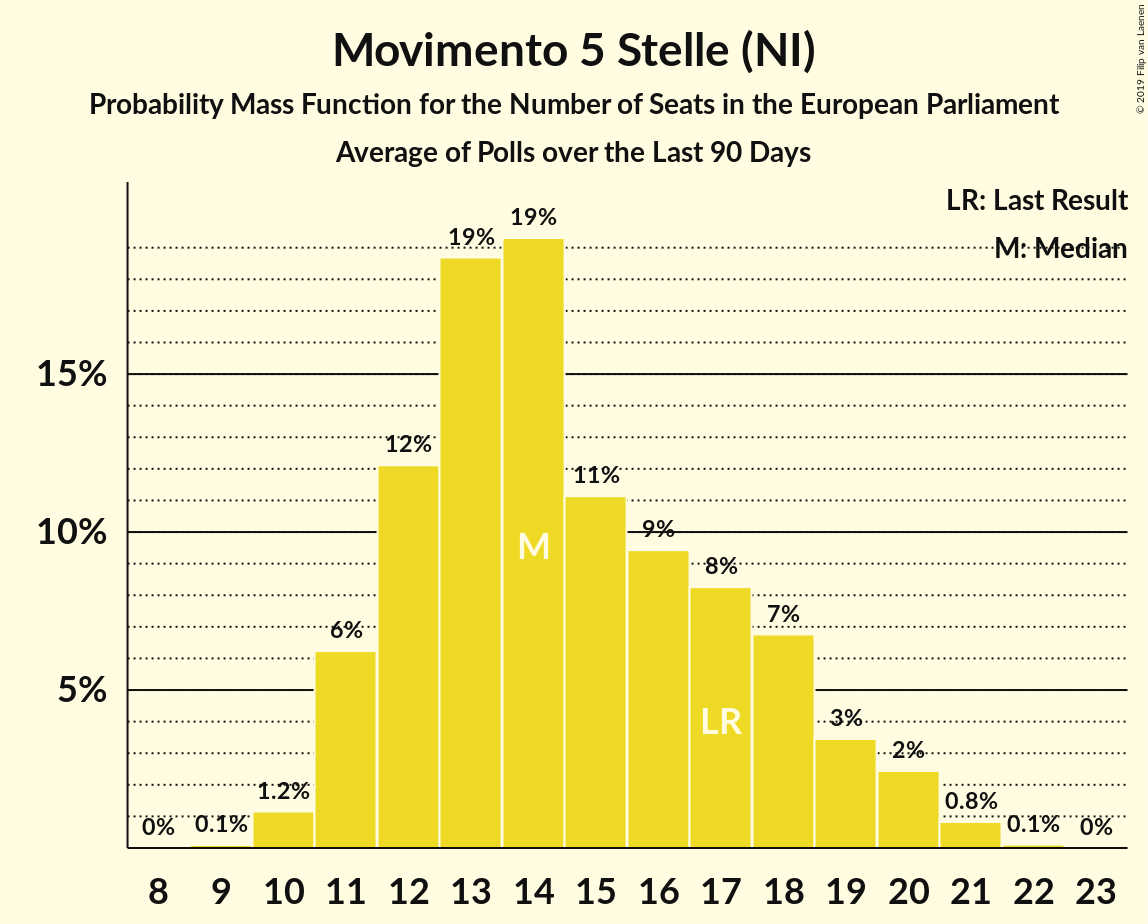 Movimento 5 Stelle (NI)
Probability Mass Function for the Number of Seats in the European Parliament
Average of Polls over the Last 90 Days
© 2019 Filip van Laenen
LR: Last Result
M: Median
15%
10%
5%
0%
0.1%
1.2%
6%
12%
19%
19%
11%
9%
8%
7%
3%
2%
0.8%
0.1%
0%
M
LR
8 9 10 11 12 13 14 15 16 17 18 19 20 21 22 23